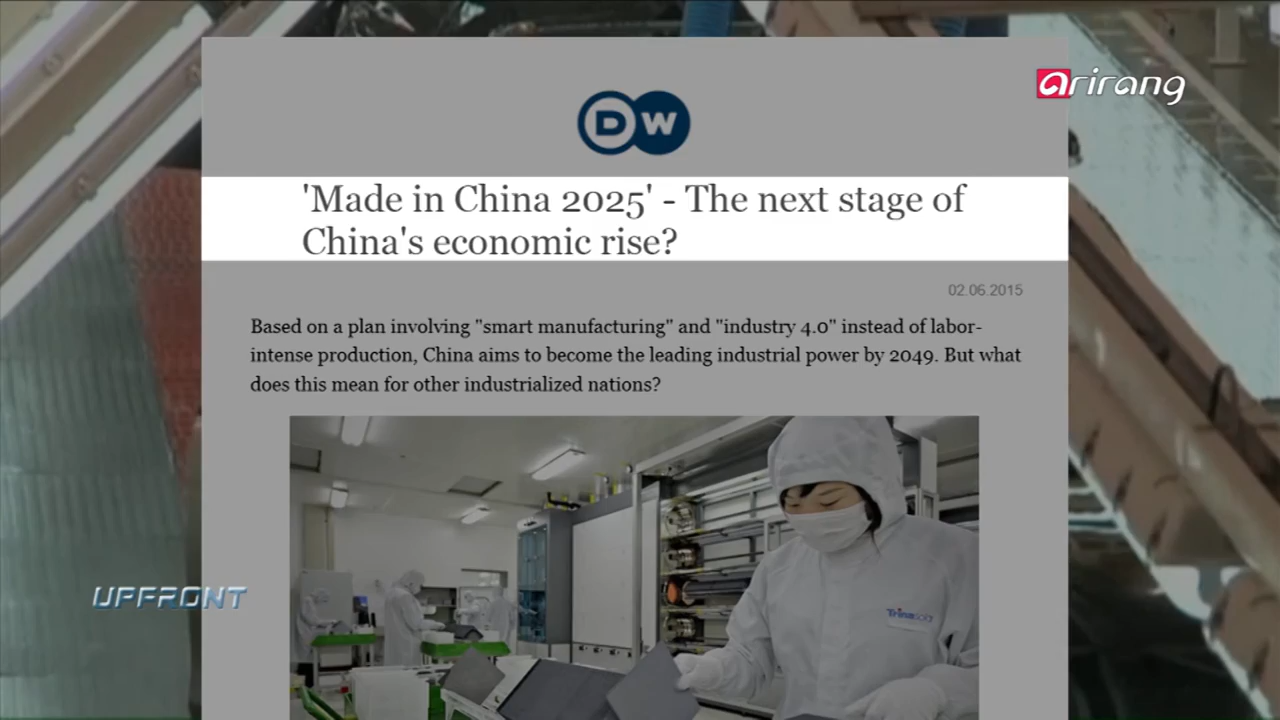 arirang
DW
'Made in China 2025' - The next stage of
China's economic rise?
02.06.2015
Based on a plan involving "smart manufacturing" and "industry 4.0" instead of labor-
intense production, China aims to become the leading industrial power by 2049. But what
does this mean for other industrialized nations?
UPFRONT
Trinasolar